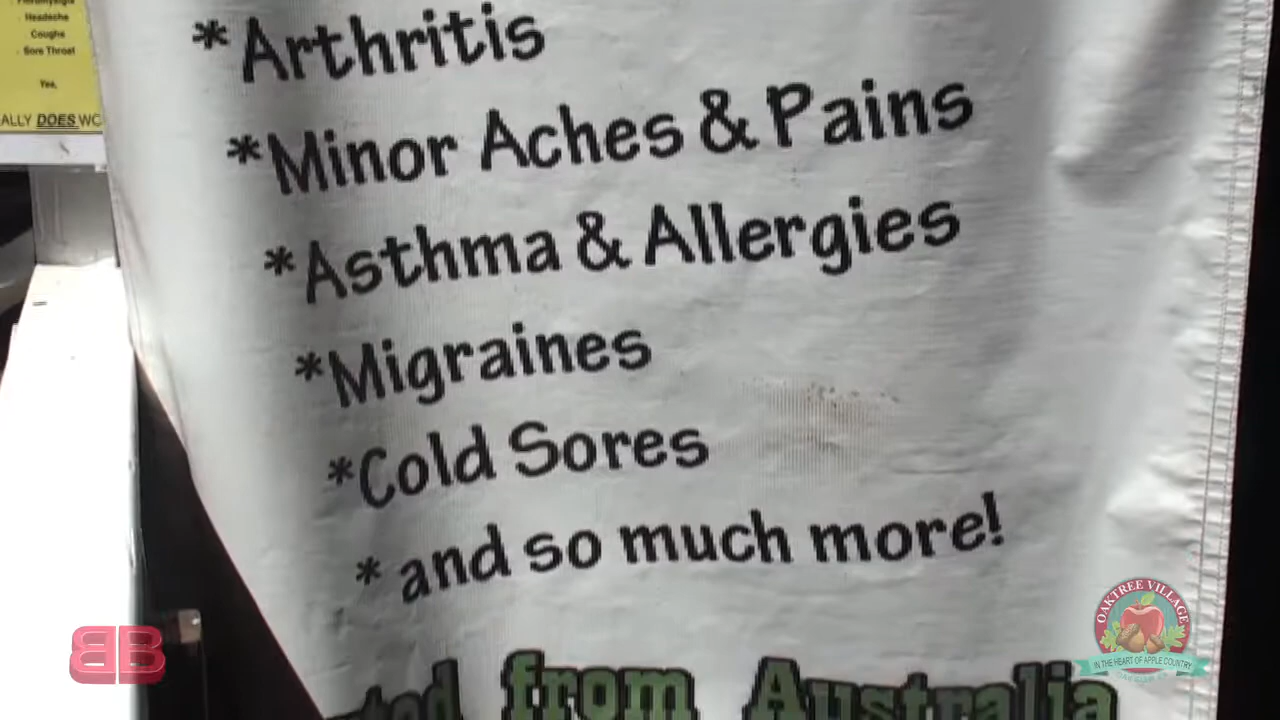 Headache
Coughs
Sore Throat
Yes,
ALLY DOES WO
*Arthritis
*Minor Aches & Pains
*Asthma & Allergies
*Migraines
*Cold Sores
* and so much more!
from Australia
BB
OAKTREE VILLAGE
IN THE HEART OF APPLE COUNTRY